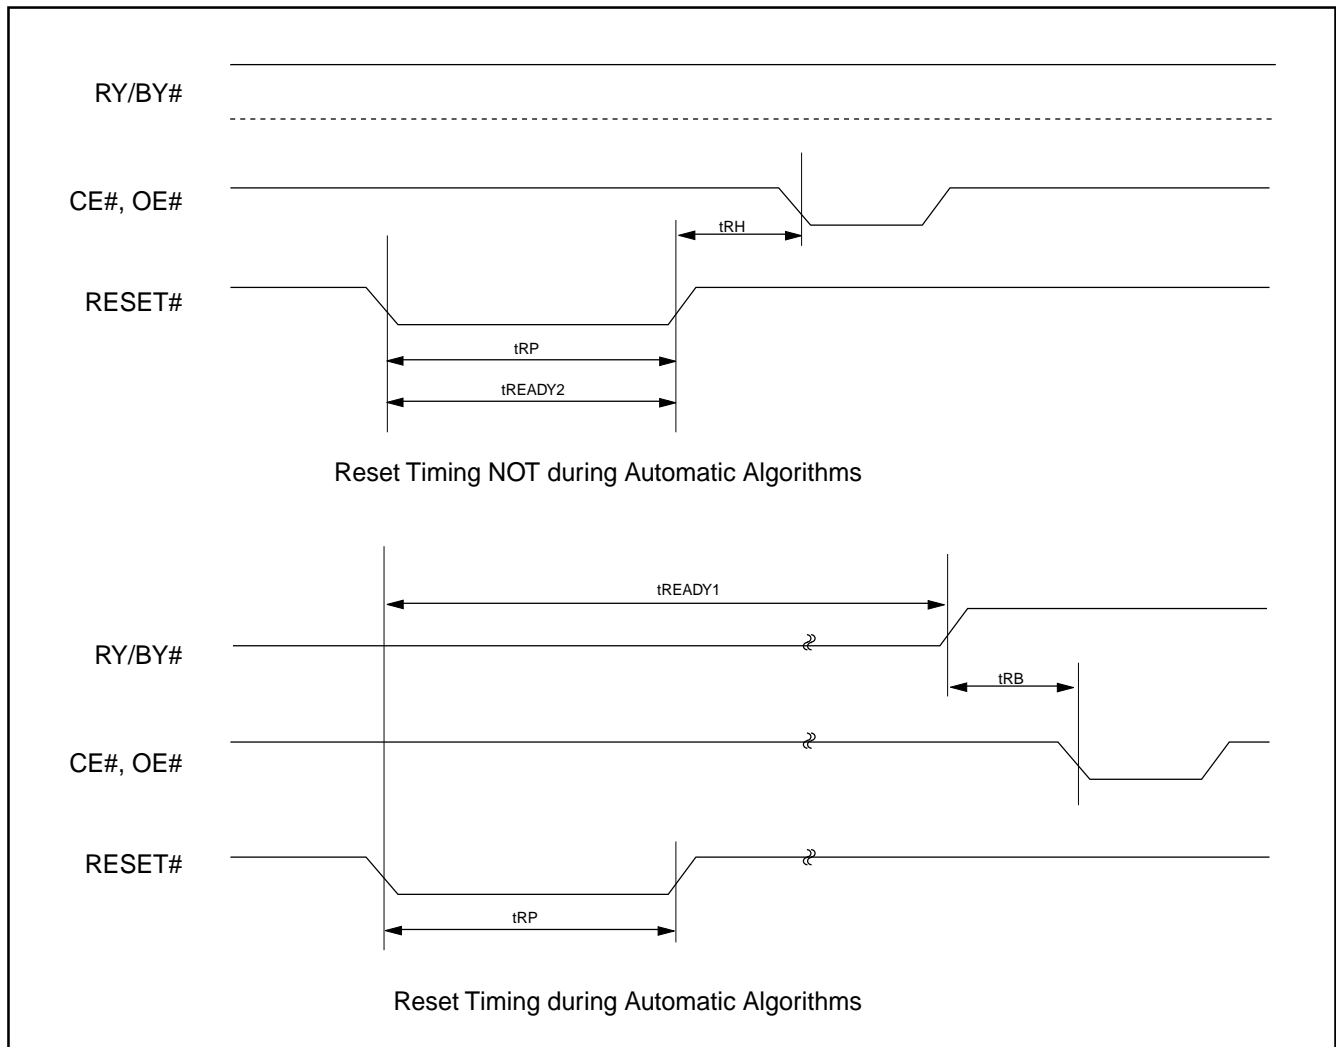 RY/BY#
CE#, OE#
tRH
RESET#
tRP
tREADY2
Reset Timing NOT during Automatic Algorithms
tREADY1
RY/BY#
tRB
CE#, OE#
RESET#
tRP
Reset Timing during Automatic Algorithms